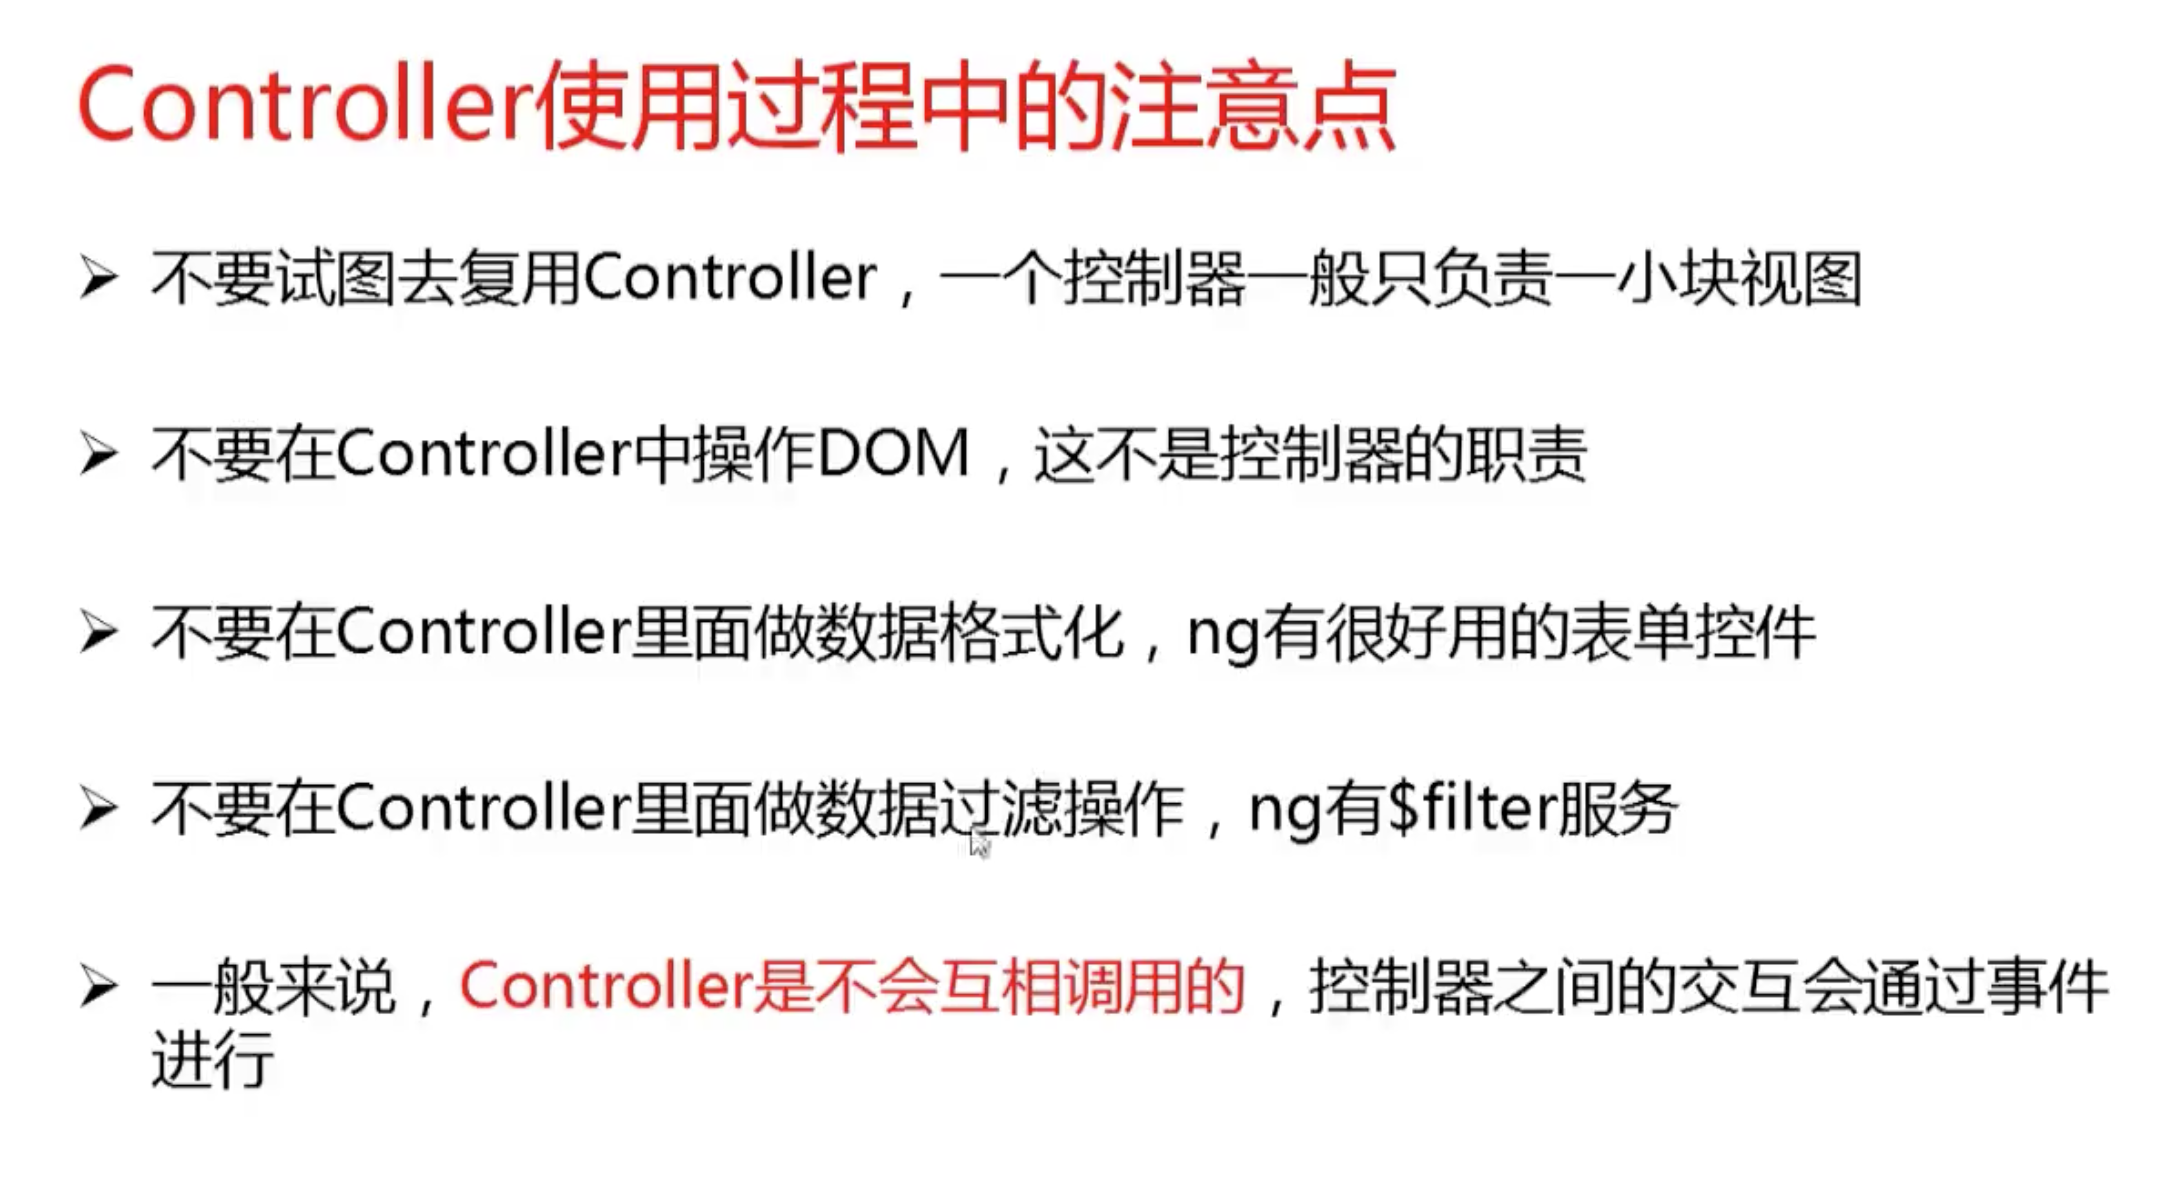 Controller使用过程中的注意点
不要试图去复用Controller，一个控制器一般只负责一小块视图
不要在Controller中操作DOM，这不是控制器的职责
不要在Controller里面做数据格式化，ng有很好用的表单控件
不要在Controller里面做数据过滤操作，ng有$filter服务
一般来说，Controller是不会互相调用的，控制器之间的交互会通过事件
进行